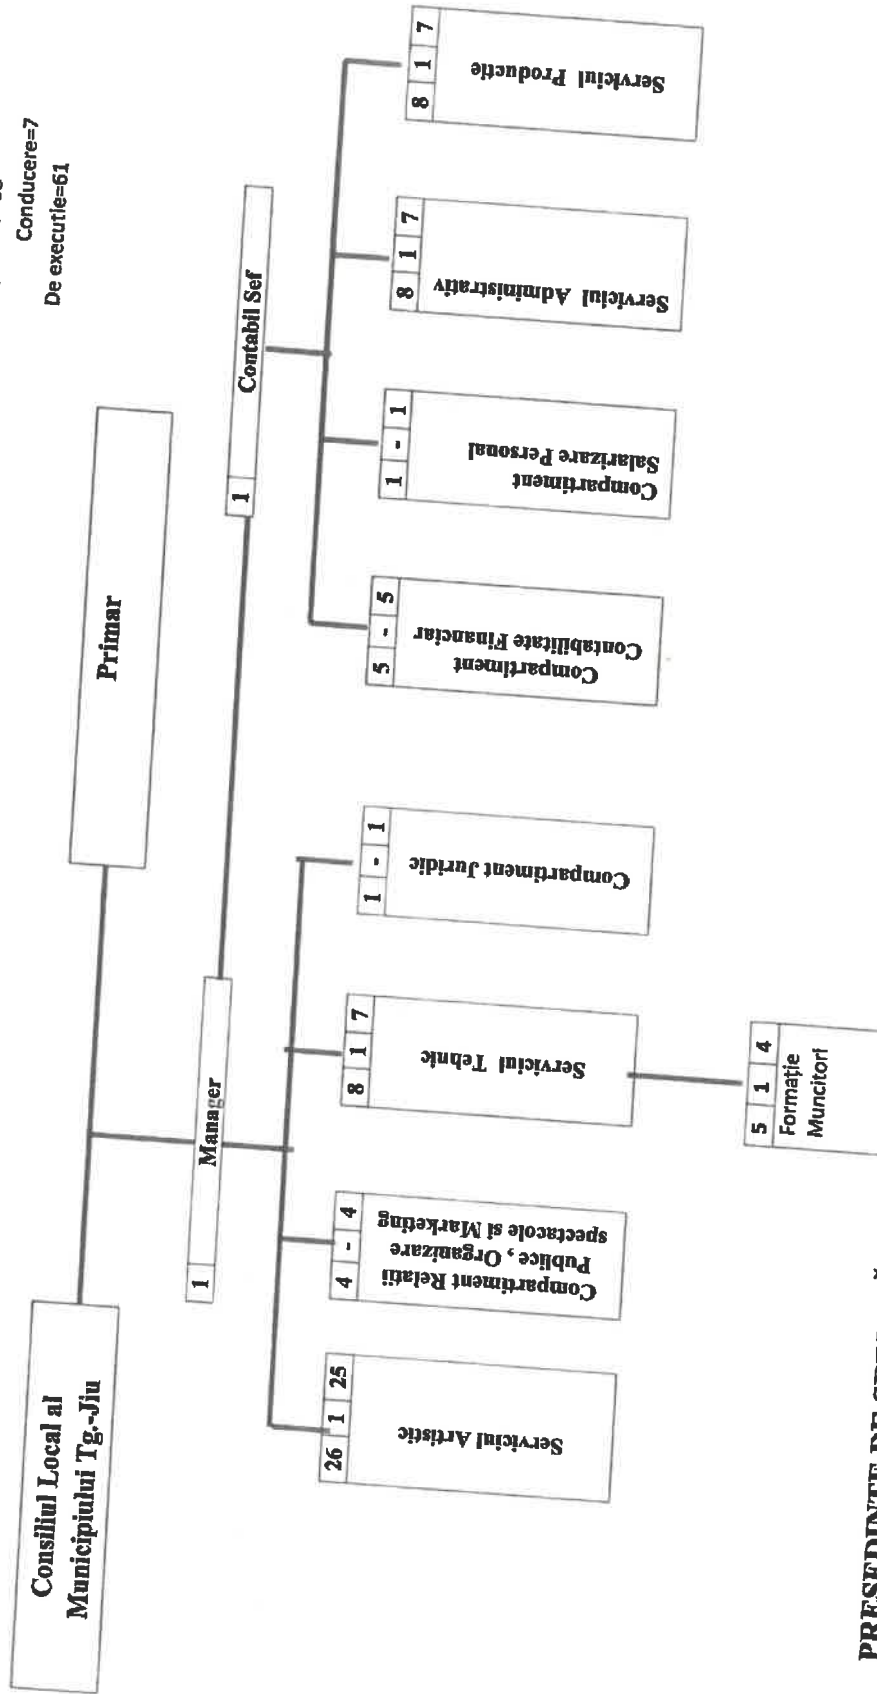 Conducere=7
De executie=61
Consiliul Local al
Municipiului Tg.-Jiu
Primar
1
Manager
1
Contabil Sef
26 1 25
Serviciul Artistic
4 - 4
Compartiment Relatii
Publice , Organizare
spectacole si Marketing
8 1 7
Serviciul Tehnic
1 - 1
Compartiment Juridic
5 - 5
Compartiment
Contabilitate Financiar
1 - 1
Compartiment
Salarizare Personal
8 1 7
Serviciul Administrativ
8 1 7
Serviciul Productie
5 1 4
Formație
Muncitori
PRESEDINTE DE